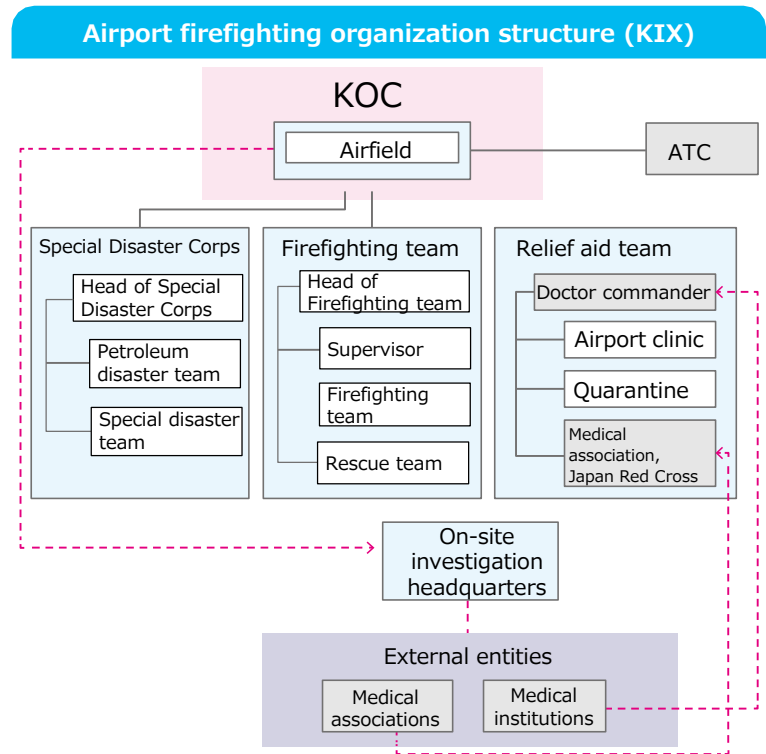 Airport firefighting organization structure (KIX)
KOC
Airfield
ATC
Special Disaster Corps
Head of Special
Disaster Corps
Petroleum
disaster team
Special disaster
team
Firefighting team
Head of
Firefighting team
Supervisor
Firefighting
team
Rescue team
Relief aid team
Doctor commander
Airport clinic
Quarantine
Medical
association,
Japan Red Cross
On-site
investigation
headquarters
External entities
Medical
associations
Medical
institutions